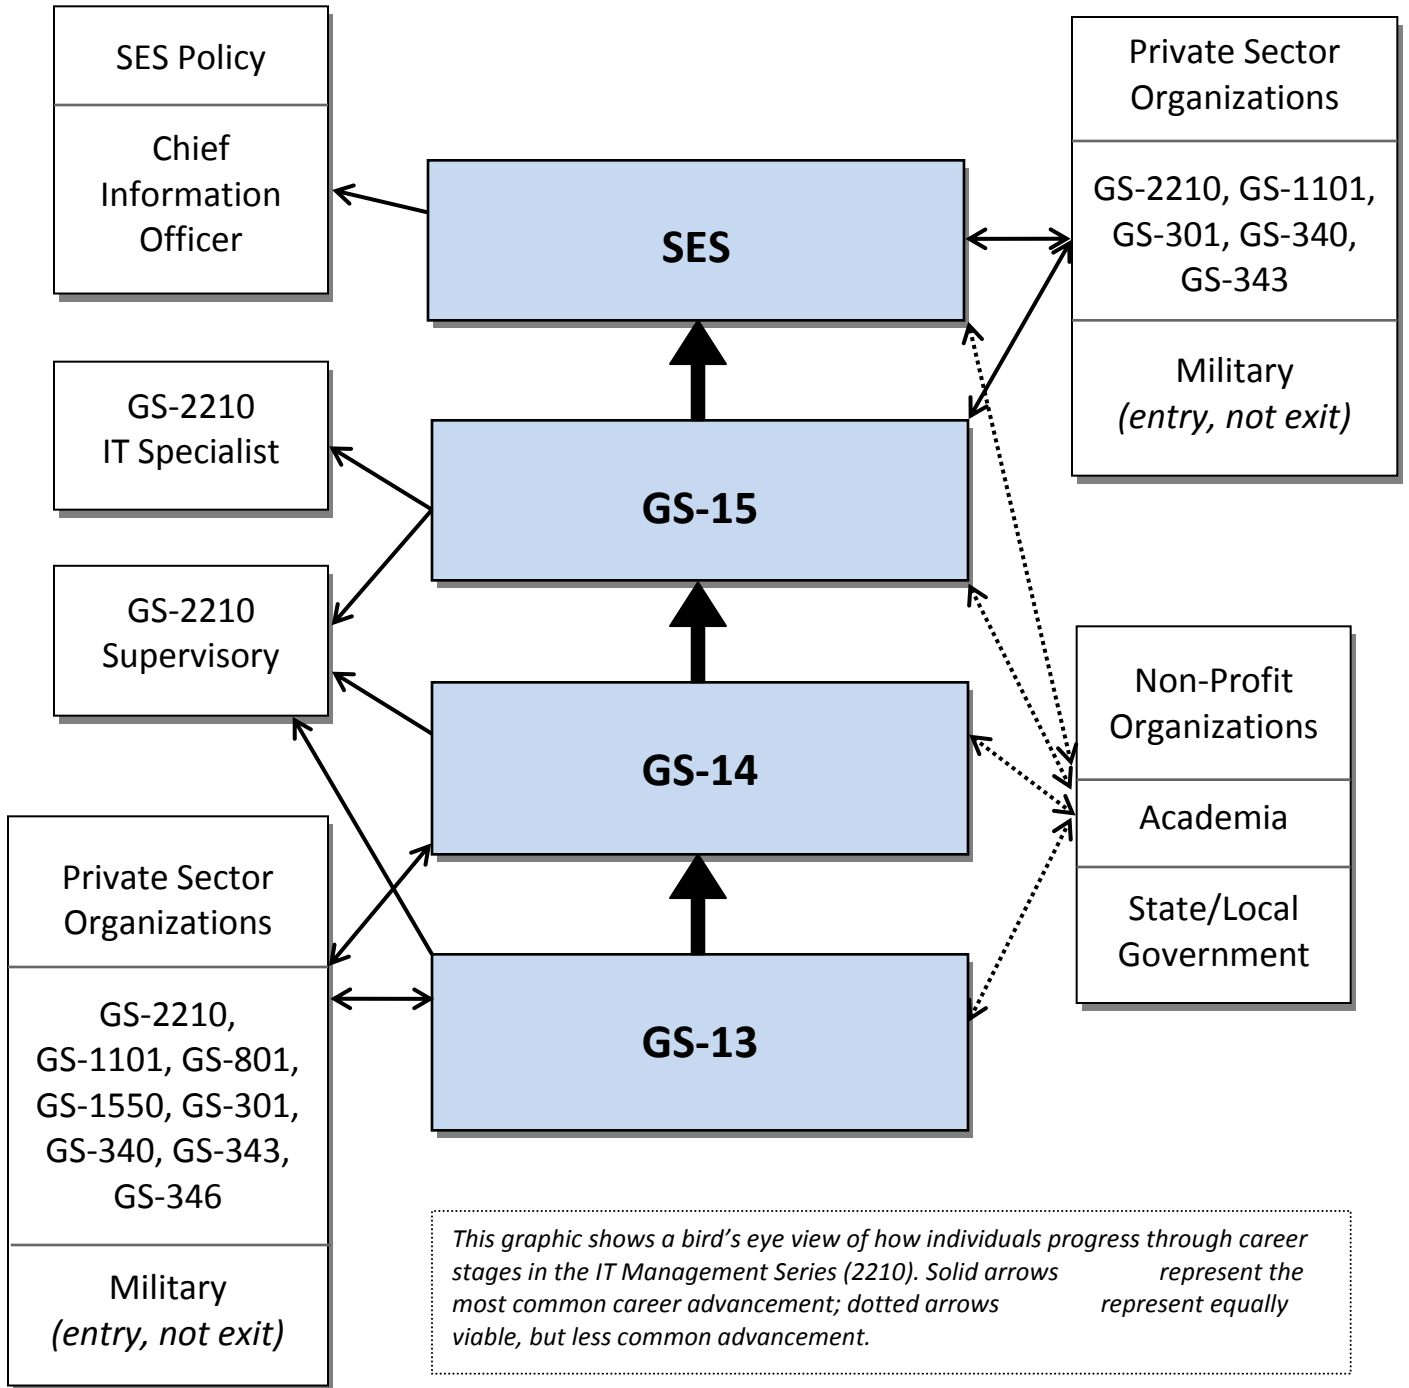 SES Policy
Chief
Information
Officer
Private Sector
Organizations
GS-2210, GS-1101,
GS-301, GS-340,
GS-343
Military
(entry, not exit)
SES
GS-2210
IT Specialist
GS-15
GS-2210
Supervisory
Non-Profit
Organizations
Academia
State/Local
Government
GS-14
Private Sector
Organizations
GS-2210,
GS-1101, GS-801,
GS-1550, GS-301,
GS-340, GS-343,
GS-346
Military
(entry, not exit)
GS-13
This graphic shows a bird’s eye view of how individuals progress through career
stages in the IT Management Series (2210). Solid arrows represent the
most common career advancement; dotted arrows represent equally
viable, but less common advancement.